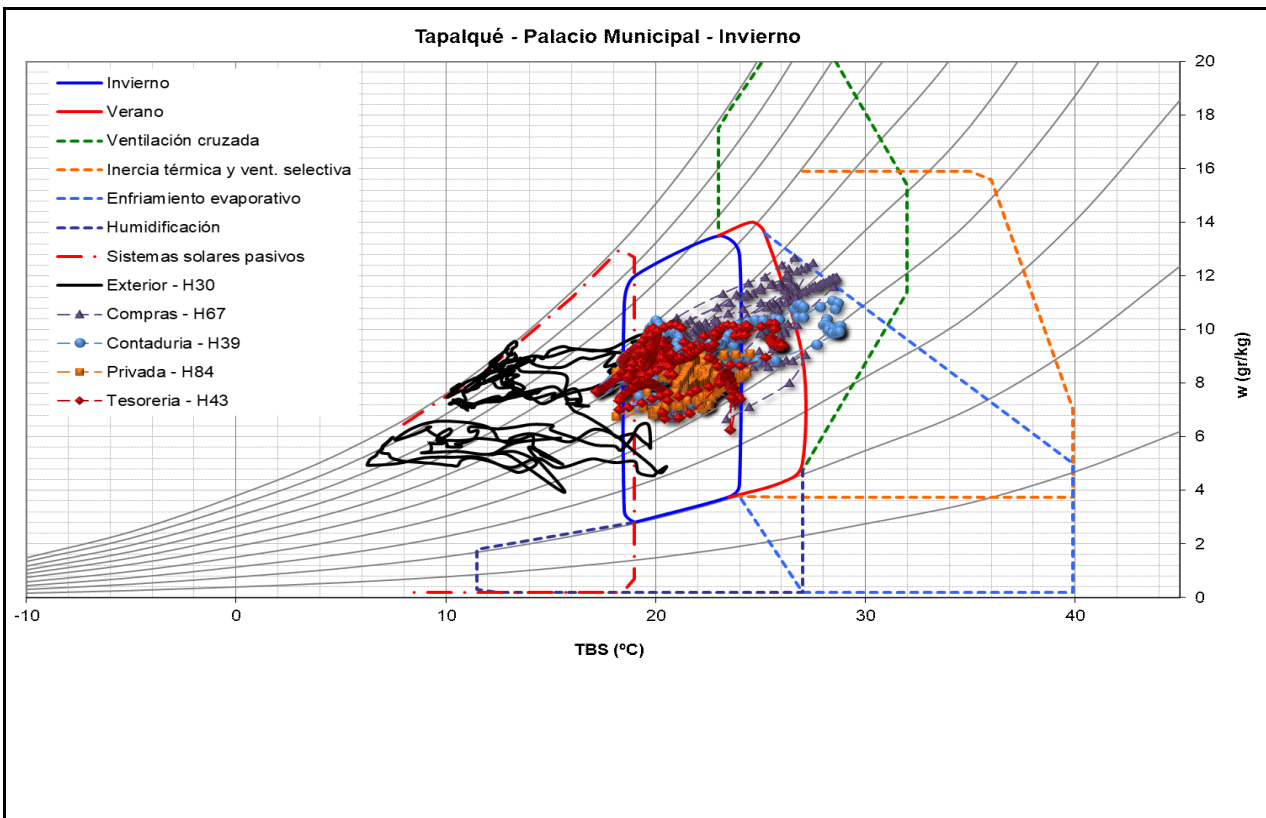 Tapalqué - Palacio Municipal - Invierno
Invierno
Verano
Ventilación cruzada
Inercia térmica y vent. selectiva
Enfriamiento evaporativo
Humidificación
Sistemas solares pasivos
Exterior - H30
Compras - H67
Contaduria - H39
Privada - H84
Tesoreria - H43
20
18
16
14
12
10
8
6
4
2
0
w (gr/kg)
-10 0 10 20 30 40
TBS (ºC)